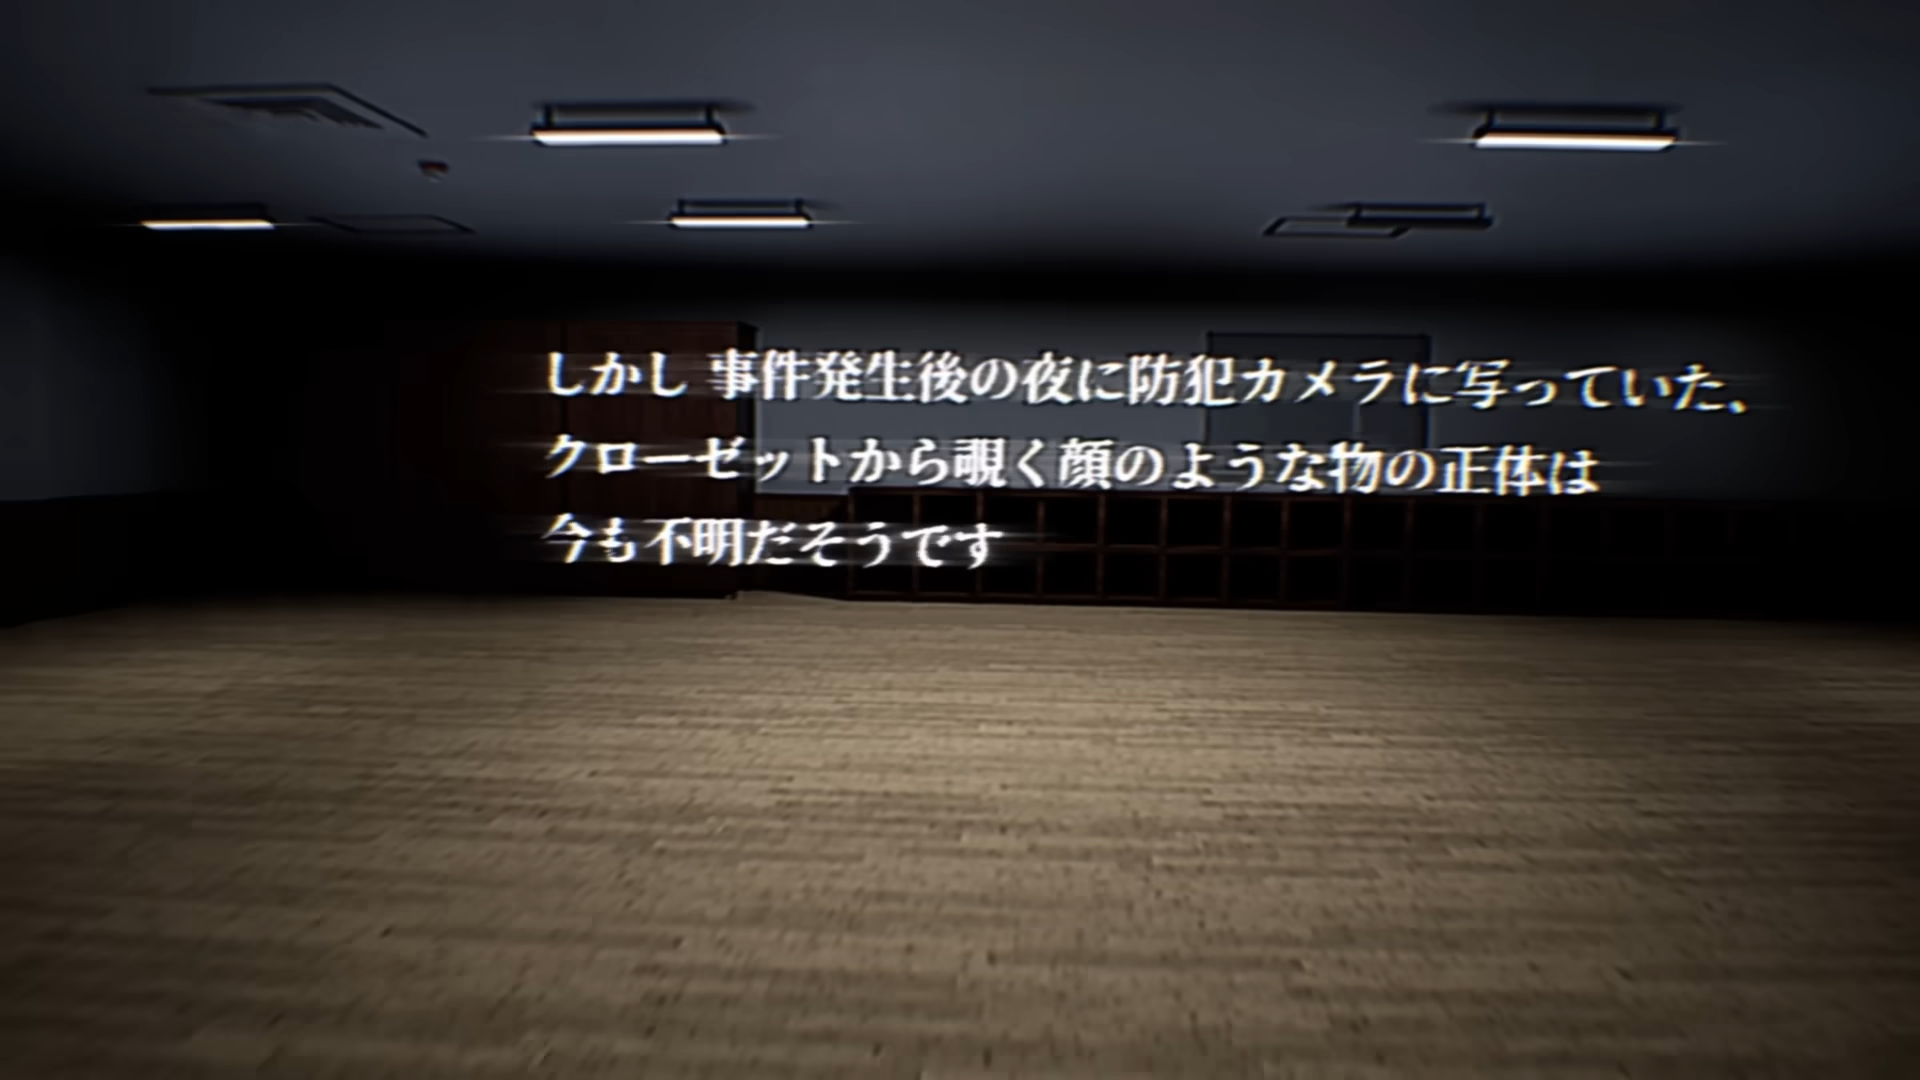 しかし 事件発生後の夜に防犯カメラに写っていた、
クローゼットから覗く顔のような物の正体は
今も不明だそうです